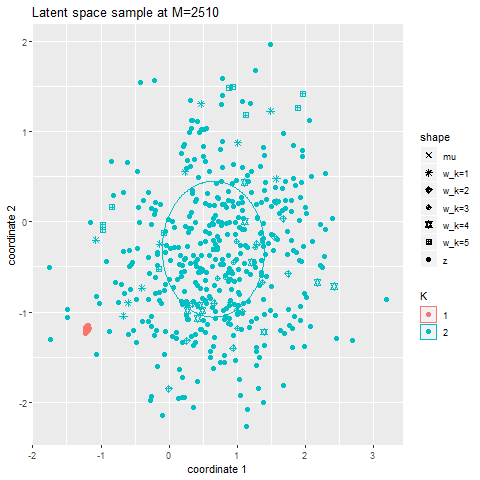 Latent space sample at M=2510
2
1
0
-1
-2
coordinate 2
-2
-1
0
1
2
3
coordinate 1
shape
mu
w_k=1
w_k=2
w_k=3
w_k=4
w_k=5
z
K
1
2